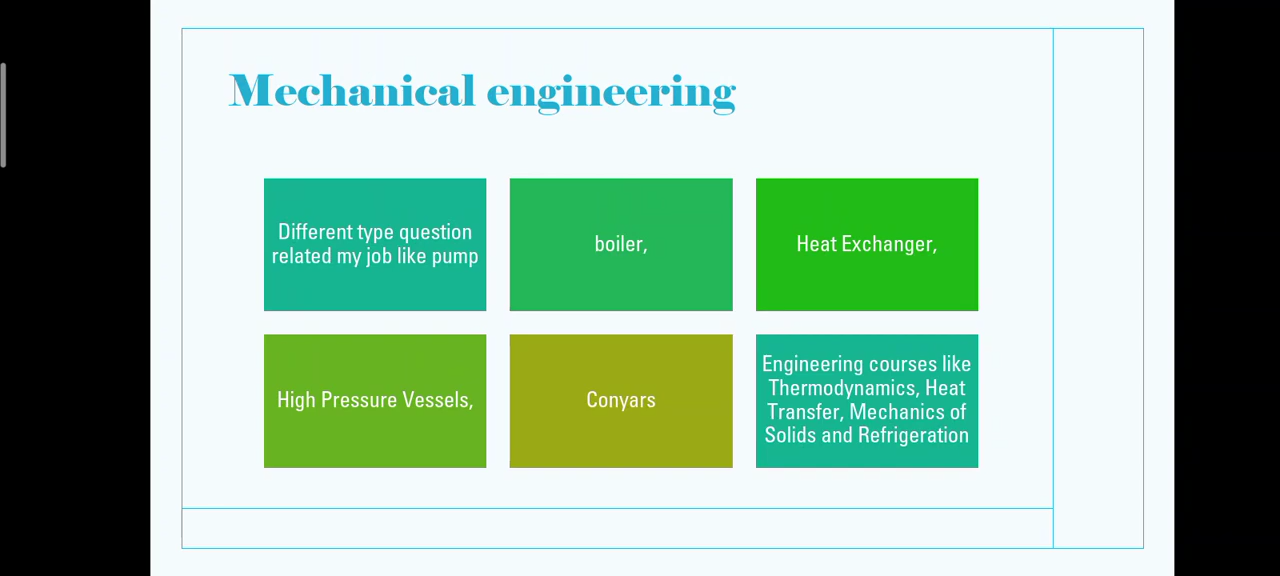 Mechanical engineering
Different type question
related my job like pump
boiler,
Heat Exchanger,
High Pressure Vessels,
Conyars
Engineering courses like
Thermodynamics, Heat
Transfer, Mechanics of
Solids and Refrigeration